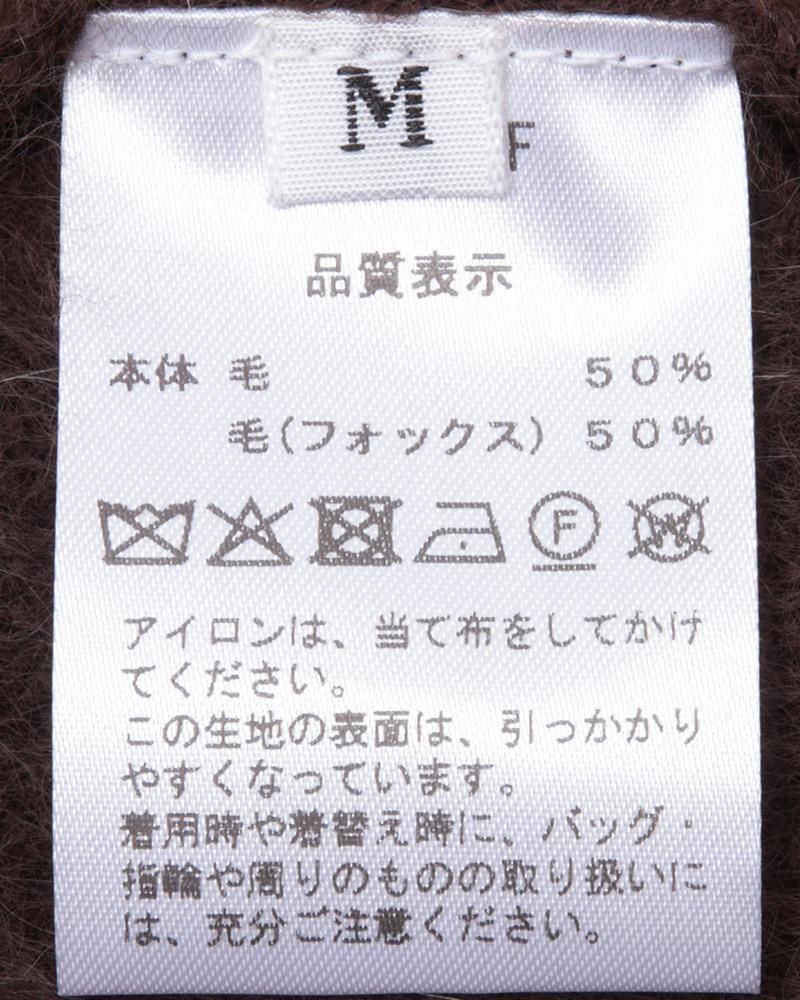 M
F
品質表示
本体 毛 50%
毛(フォックス) 50%
F W
アイロンは、当て布をしてかけ
てください。
この生地の表面は、引っかかり
やすくなっています。
着用時や着替え時に、バッグ・
指輪や周りのものの取り扱いに
は、充分ご注意ください。